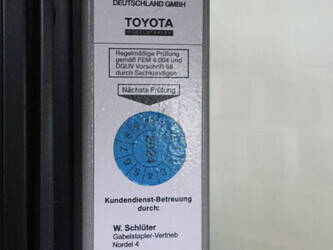 DEUTSCHLAND GMBH
TOYOTA
GABELSTAPLER
Regelmäßige Prüfung
gemäß FEM 4.004 und
DGUV Vorschrift 68
durch Sachkundigen
Nächste Prüfung
Kundendienst-Betreuung
durch:
W. Schlüter
Gabelstapler-Vertrieb
Nordel 4